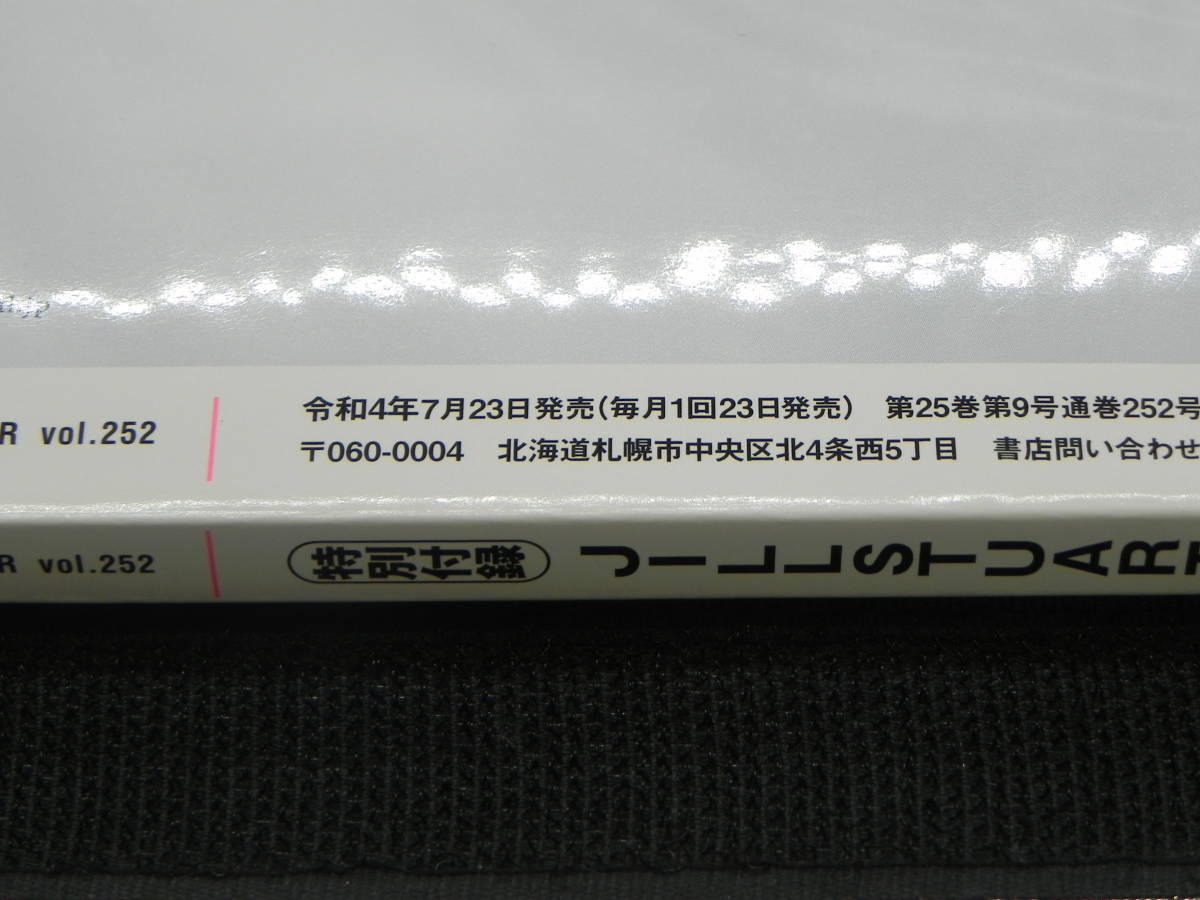 R vol.252
令和4年7月23日発売(毎月1回23日発売) 第25巻第9号通巻252号
〒060-0004 北海道札幌市中央区北4条西5丁目 書店問い合わせ
R vol.252
特別付録 JILLSTUART